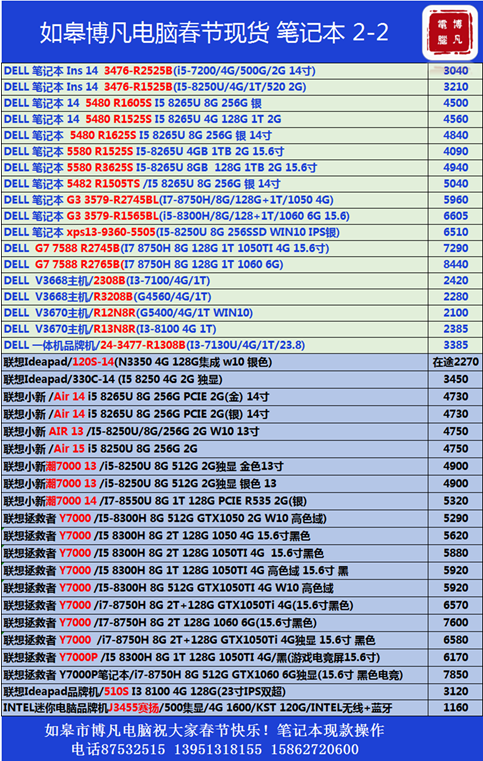 如皋博凡电脑春节现货 笔记本 2-2
博凡
電腦
DELL 笔记本 Ins 14 3476-R2525B(i5-7200/4G/500G/2G 14寸) 3040
DELL 笔记本 Ins 14 3476-R1525B(I5-8250U/4G/1T/520 2G) 3210
DELL 笔记本 14 5480 R1605S I5 8265U 8G 256G 银 4500
DELL 笔记本 14 5480 R1525S I5 8265U 4G 128G 1T 2G 4560
DELL 笔记本 5480 R1625S I5 8265U 8G 256G 银 14寸 4840
DELL 笔记本 5580 R1525S I5-8265U 4GB 1TB 2G 15.6寸 4090
DELL 笔记本 5580 R3625S I5-8265U 8GB 128G 1TB 2G 15.6寸 4940
DELL 笔记本 5482 R1505TS /I5 8265U 8G 256G 银 14寸 5040
DELL 笔记本 G3 3579-R2745BL(I7-8750H/8G/128G+1T/1050 4G) 5960
DELL 笔记本 G3 3579-R1565BL(i5-8300H/8G/128+1T/1060 6G 15.6) 6605
DELL 笔记本 xps13-9360-5505(I5-8250U 8G 256SSD WIN10 IPS银) 6510
DELL G7 7588 R2745B(I7 8750H 8G 128G 1T 1050TI 4G 15.6寸) 7290
DELL G7 7588 R2765B(I7 8750H 8G 128G 1T 1060 6G) 8440
DELL V3668主机/2308B(I3-7100/4G/1T) 2420
DELL V3668主机/R3208B(G4560/4G/1T) 2280
DELL V3670主机/R12N8R(G5400/4G/1T WIN10) 2100
DELL V3670主机/R13N8R(I3-8100 4G 1T) 2385
DELL 一体机品牌机/24-3477-R1308B(I3-7130U/4G/1T/23.8) 3385
联想Ideapad/120S-14(N3350 4G 128G集成 w10 银色) 在途2270
联想Ideapad/330C-14 (I5 8250 4G 2G 独显) 3450
联想小新 /Air 14 i5 8265U 8G 256G PCIE 2G(金) 14寸 4730
联想小新 /Air 14 i5 8265U 8G 256G PCIE 2G(银) 14寸 4730
联想小新 AIR 13 /I5-8250U/8G/256G 2G W10 13寸 4750
联想小新 /Air 15 i5 8250U 8G 256G 2G 4750
联想小新潮7000 13 /i5-8250U 8G 512G 2G独显 金色13寸 4900
联想小新潮7000 13 /i5-8250U 8G 512G 2G独显 银色 13 4900
联想小新潮7000 14 /I7-8550U 8G 1T 128G PCIE R535 2G(银) 5320
联想拯救者 Y7000 /I5-8300H 8G 512G GTX1050 2G W10 高色域) 5290
联想拯救者 Y7000 /I5 8300H 8G 2T 128G 1050 4G 15.6寸黑色 5620
联想拯救者 Y7000 /I5 8300H 8G 2T 128G 1050TI 4G 15.6寸黑色 5880
联想拯救者 Y7000 /I5 8300H 8G 1T 128G 1050TI 4G 高色域 15.6寸 黑 5920
联想拯救者 Y7000 /I5-8300H 8G 512G GTX1050TI 4G W10 高色域 5920
联想拯救者 Y7000 /i7-8750H 8G 2T+128G GTX1050Ti 4G(15.6寸黑色) 6570
联想拯救者 Y7000 /I7-8750H 8G 2T 128G 1060 6G(15.6寸黑色) 7600
联想拯救者 Y7000 /i7-8750H 8G 2T+128G GTX1050Ti 4G独显 15.6寸 黑色 6580
联想拯救者 Y7000P /I5 8300H 8G 1T 128G 1050TI 4G/黑(游戏电竞屏15.6寸) 6170
联想拯救者 Y7000P笔记本/i7-8750H 8G 512G GTX1060 6G独显(15.6寸 黑色电竞) 7850
联想Ideapad品牌机/510S I3 8100 4G 128G(23寸IPS双超) 3120
INTEL迷你电脑品牌机J3455赛扬/500集显/4G 1600/KST 120G/INTEL无线+蓝牙 1160
如皋市博凡电脑祝大家春节快乐！笔记本现款操作
电话87532515 13951318155 15862720600